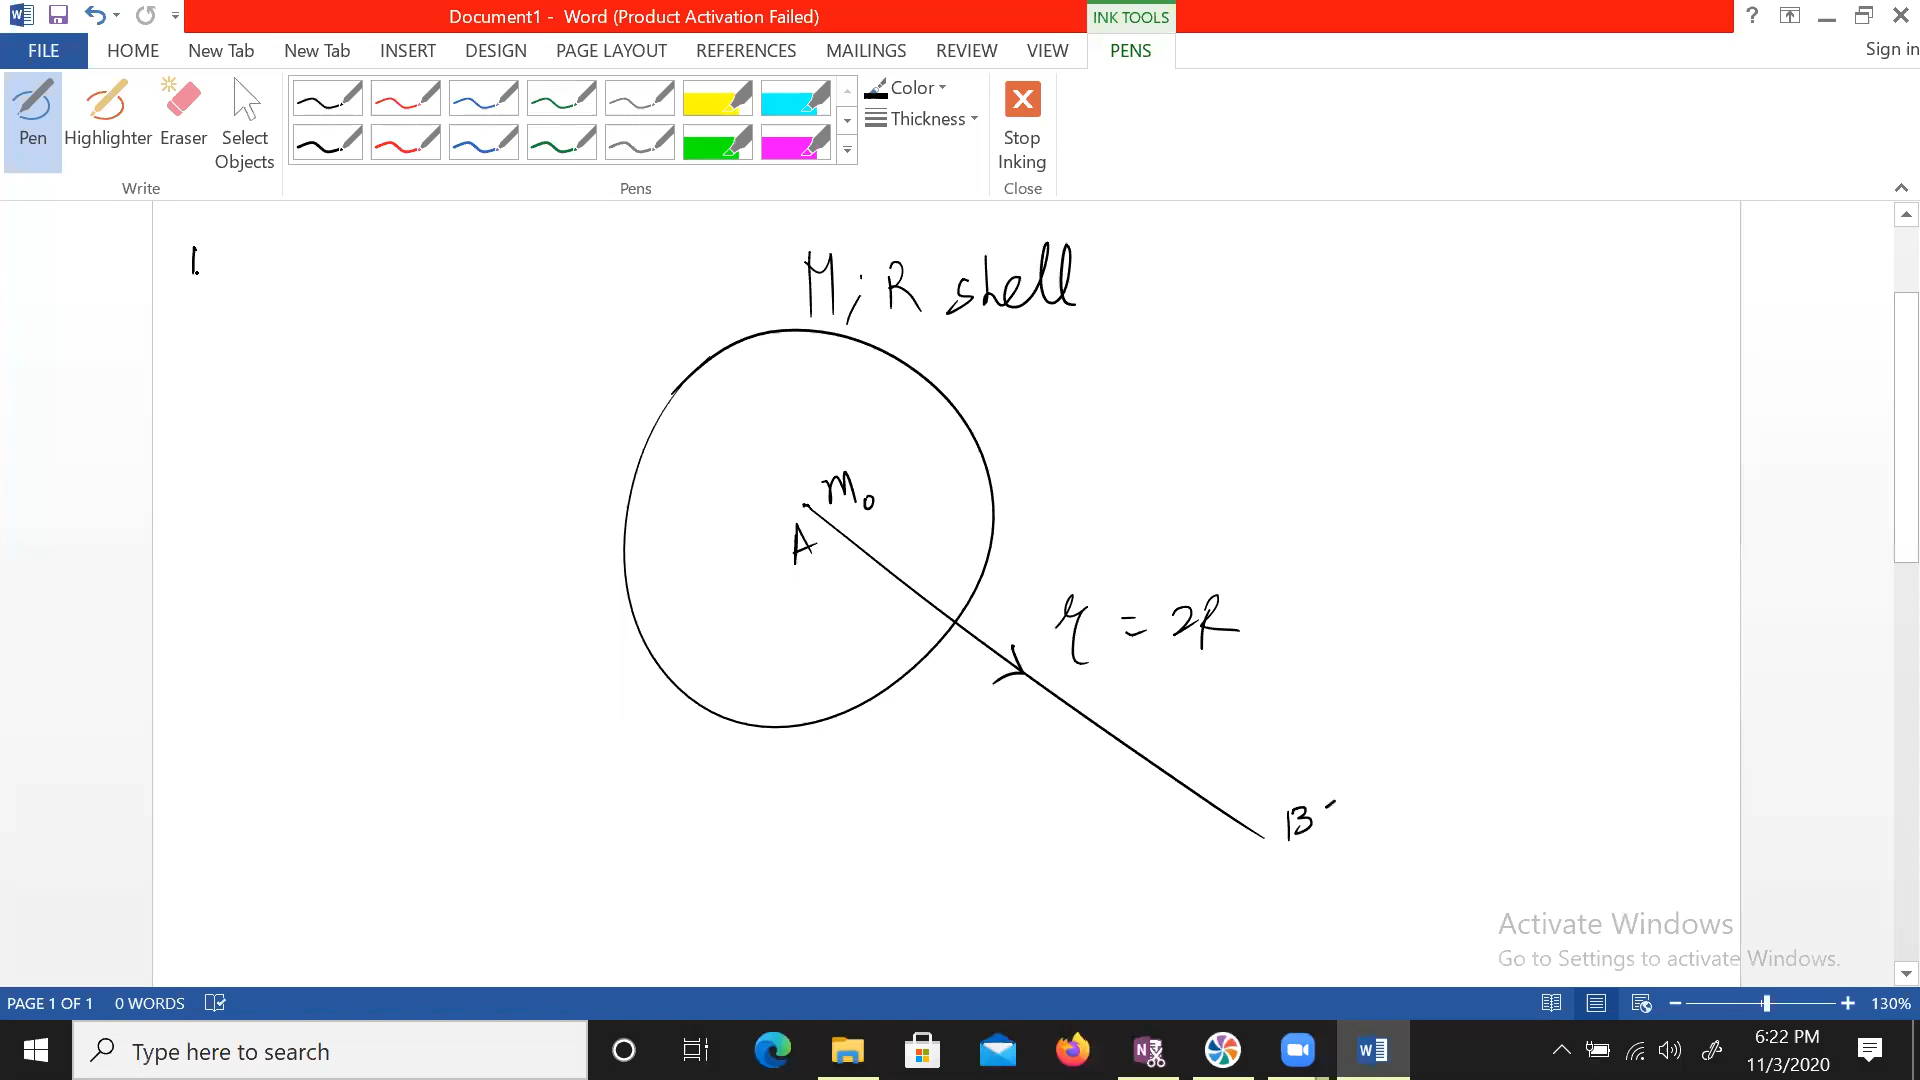 Document1 - Word (Product Activation Failed)
INK TOOLS
FILE HOME New Tab New Tab INSERT DESIGN PAGE LAYOUT REFERENCES MAILINGS REVIEW VIEW PENS
Sign in
Pen Highlighter Eraser Select Objects
Color
Thickness
Stop Inking
Write Pens Close
1.
M; R shell
m₀
A
r = 2R
B
Activate Windows
Go to Settings to activate Windows.
PAGE 1 OF 1 0 WORDS
130%
Type here to search
6:22 PM
11/3/2020